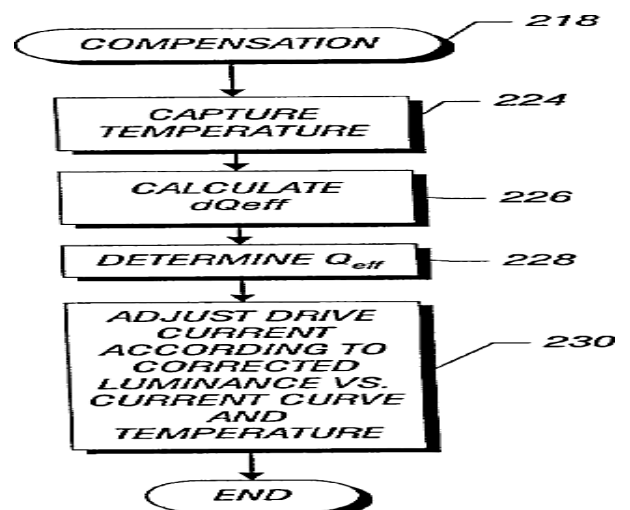 COMPENSATION
218
CAPTURE
TEMPERATURE
224
CALCULATE
dQeff
226
DETERMINE Qeff
228
ADJUST DRIVE
CURRENT
ACCORDING TO
CORRECTED
LUMINANCE VS.
CURRENT CURVE
AND
TEMPERATURE
230
END